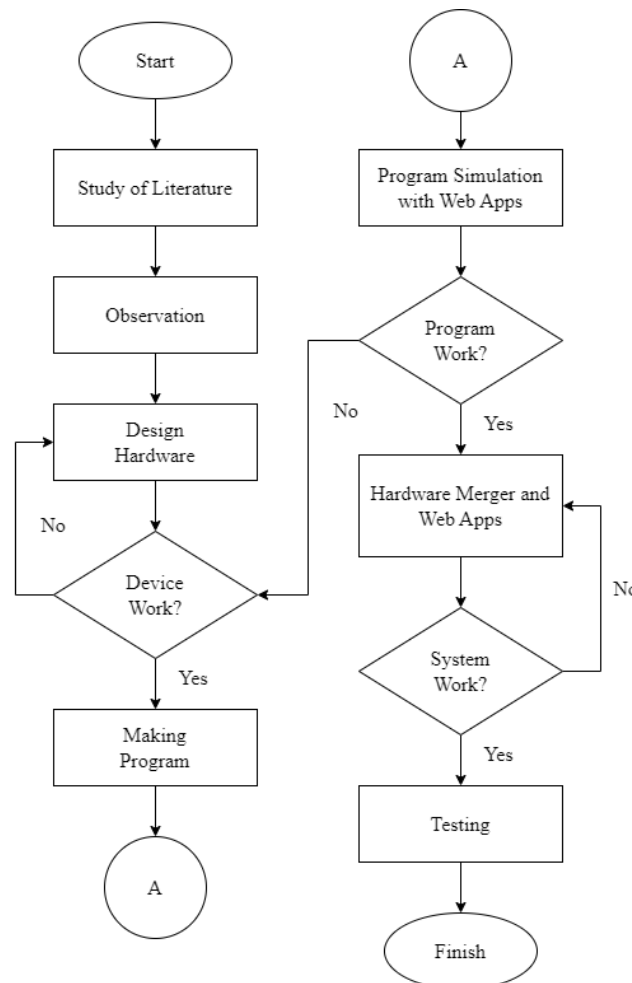 Start
Study of Literature
Observation
Design
Hardware
No
Device
Work?
Yes
Making
Program
A
A
Program Simulation
with Web Apps
Program
Work?
No
Yes
Hardware Merger and
Web Apps
No
System
Work?
Yes
Testing
Finish